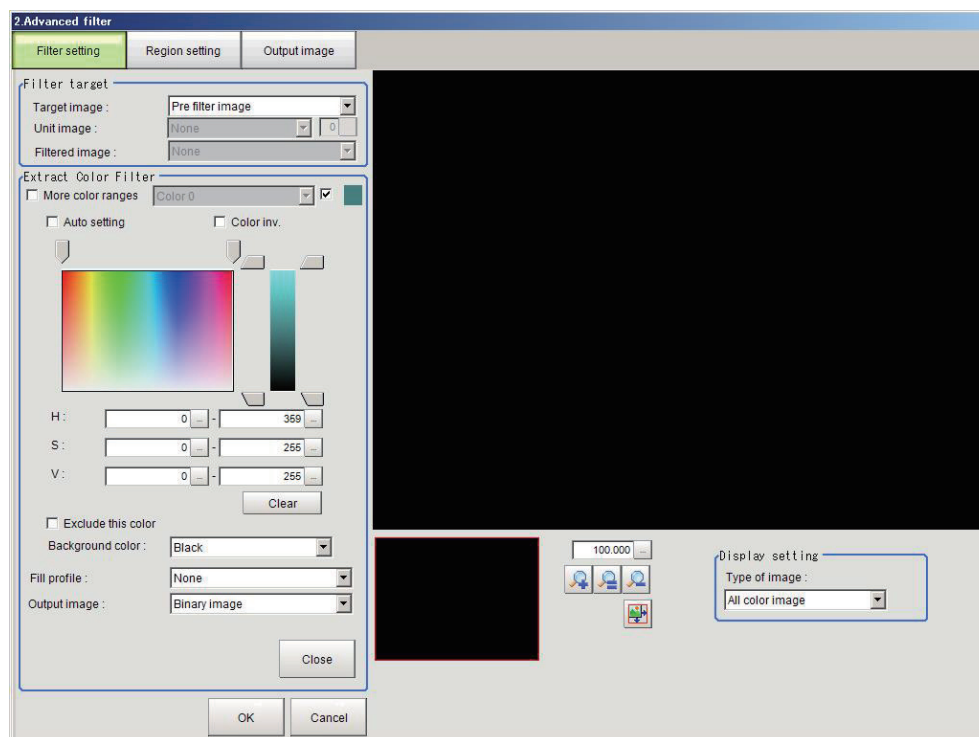 2.Advanced filter
Filter setting
Region setting
Output image
Filter target
Target image :
Pre filter image
Unit image :
None
0
Filtered image :
None
Extract Color Filter
More color ranges
Color 0
Auto setting
Color inv.
H :
0 ... - 359 ...
S :
0 ... - 255 ...
V :
0 ... - 255 ...
Clear
Exclude this color
Background color :
Black
Fill profile :
None
Output image :
Binary image
Close
OK
Cancel
100.000 ...
Display setting
Type of image :
All color image